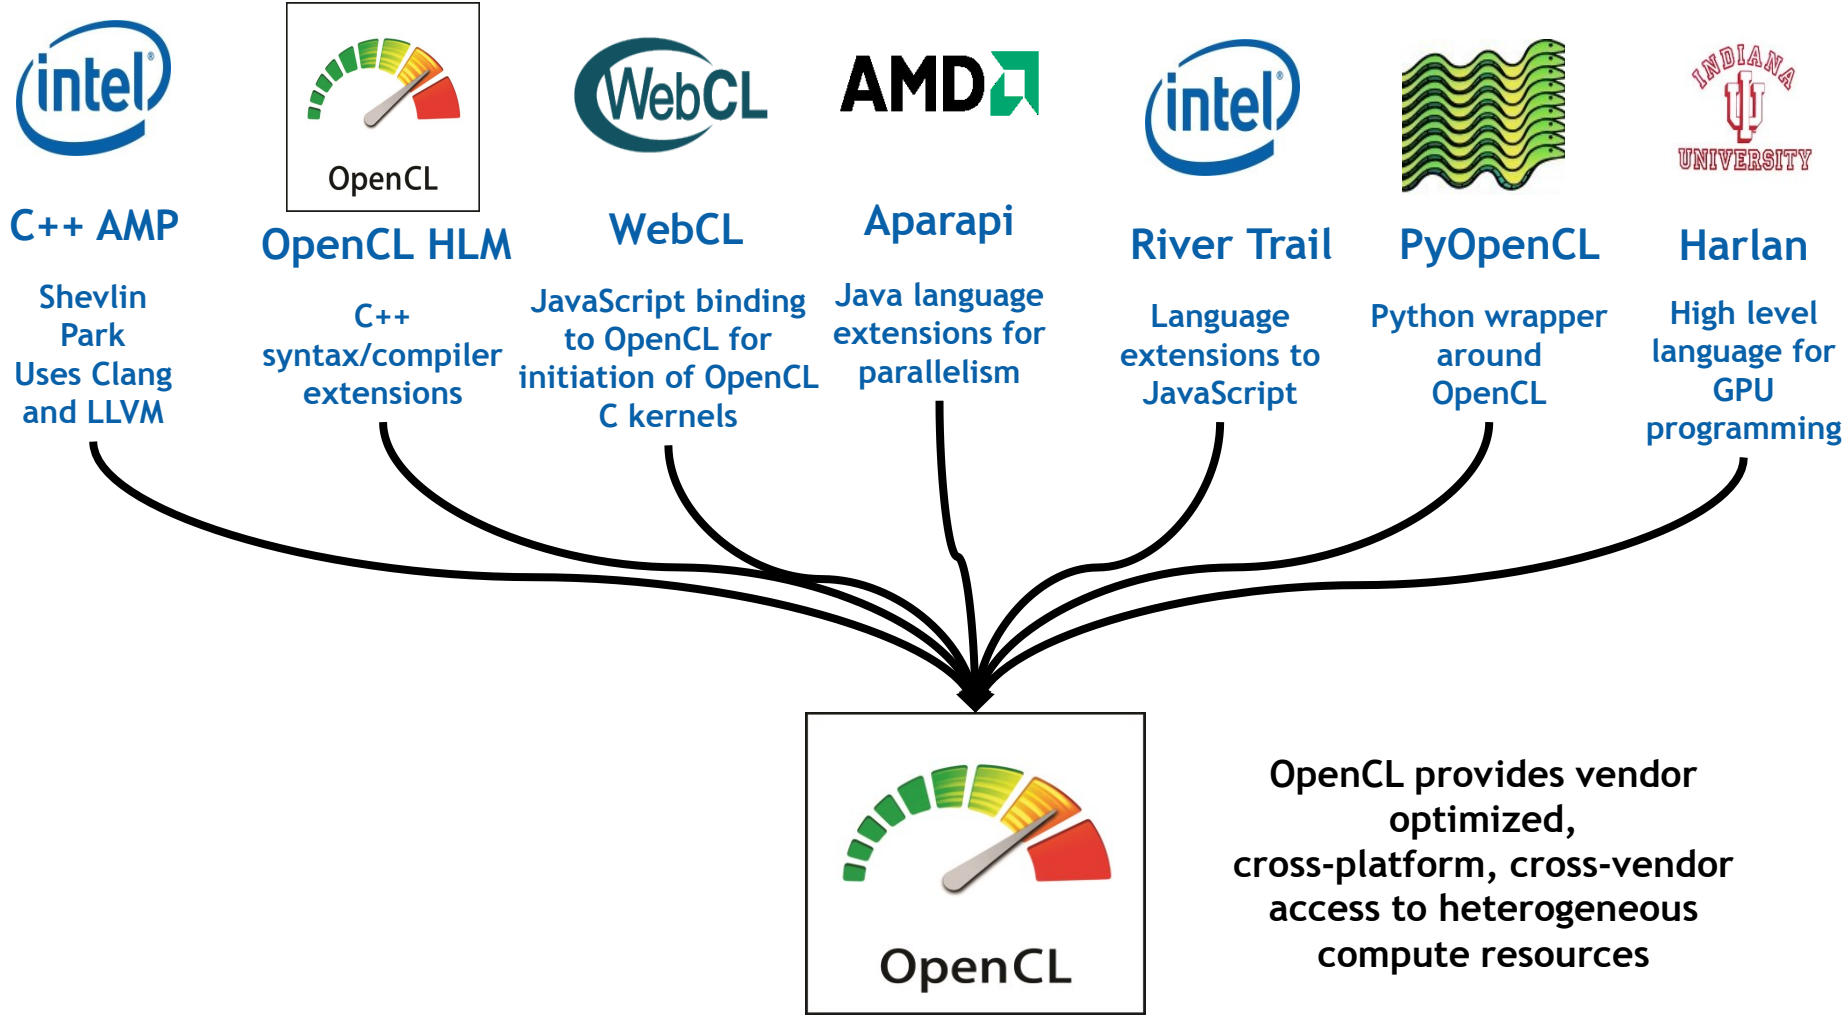 intel®
C++ AMP
Shevlin
Park
Uses Clang
and LLVM
OpenCL
OpenCL HLM
C++
syntax/compiler
extensions
WebCL
WebCL
JavaScript binding
to OpenCL for
initiation of OpenCL
C kernels
AMD
Aparapi
Java language
extensions for
parallelism
intel®
River Trail
Language
extensions to
JavaScript
PyOpenCL
Python wrapper
around
OpenCL
INDIANA
IU
UNIVERSITY
Harlan
High level
language for
GPU
programming
OpenCL
OpenCL provides vendor
optimized,
cross-platform, cross-vendor
access to heterogeneous
compute resources